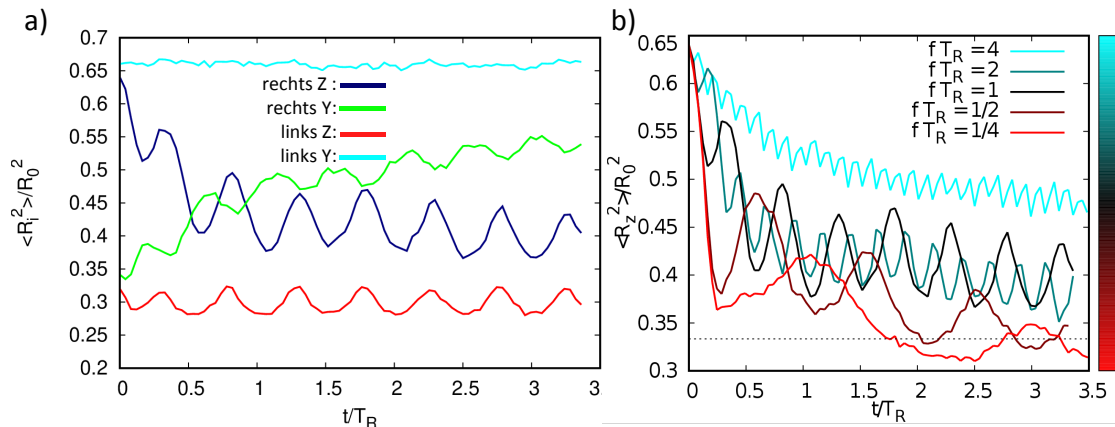 a)
0.7
0.65
0.6
0.55
0.5
0.45
0.4
0.35
0.3
0.25
0.2
<R_i^2>/R_0^2
rechts Z :
rechts Y:
links Z:
links Y:
0 0.5 1 1.5 2 2.5 3 3
t/T_R
b)
0.65
0.6
0.55
0.5
0.45
0.4
0.35
0.3
<R_z^2>/R_0^2
f T_R = 4
f T_R = 2
f T_R = 1
f T_R = 1/2
f T_R = 1/4
0 0.5 1 1.5 2 2.5 3 3.5
t/T_R